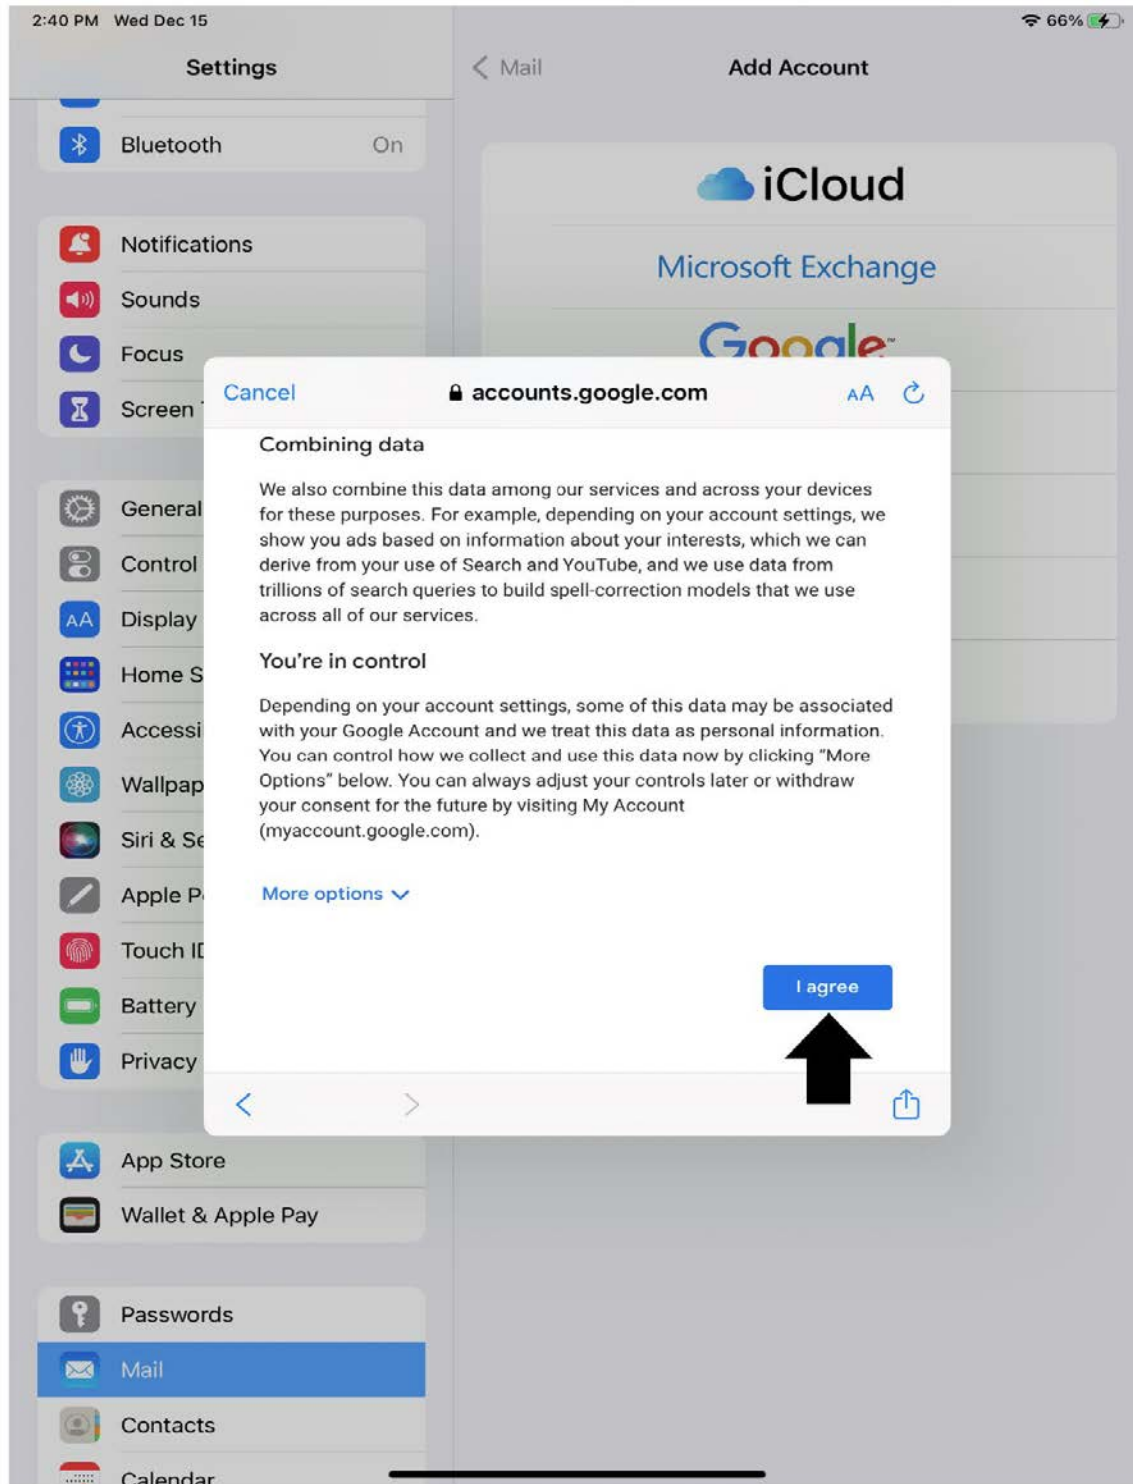 2:40 PM Wed Dec 15
66%
Settings
Mail
Add Account
Bluetooth On
iCloud
Notifications
Microsoft Exchange
Sounds
Google
Focus
Screen
Cancel
accounts.google.com
AA
Combining data
We also combine this data among our services and across your devices
for these purposes. For example, depending on your account settings, we
show you ads based on information about your interests, which we can
derive from your use of Search and YouTube, and we use data from
trillions of search queries to build spell-correction models that we use
across all of our services.
You're in control
Depending on your account settings, some of this data may be associated
with your Google Account and we treat this data as personal information.
You can control how we collect and use this data now by clicking "More
Options" below. You can always adjust your controls later or withdraw
your consent for the future by visiting My Account
(myaccount.google.com).
More options
I agree
General
Control
AA Display
Home S
Accessi
Wallpap
Siri & Se
Apple P
Touch ID
Battery
Privacy
App Store
Wallet & Apple Pay
Passwords
Mail
Contacts
Calendar